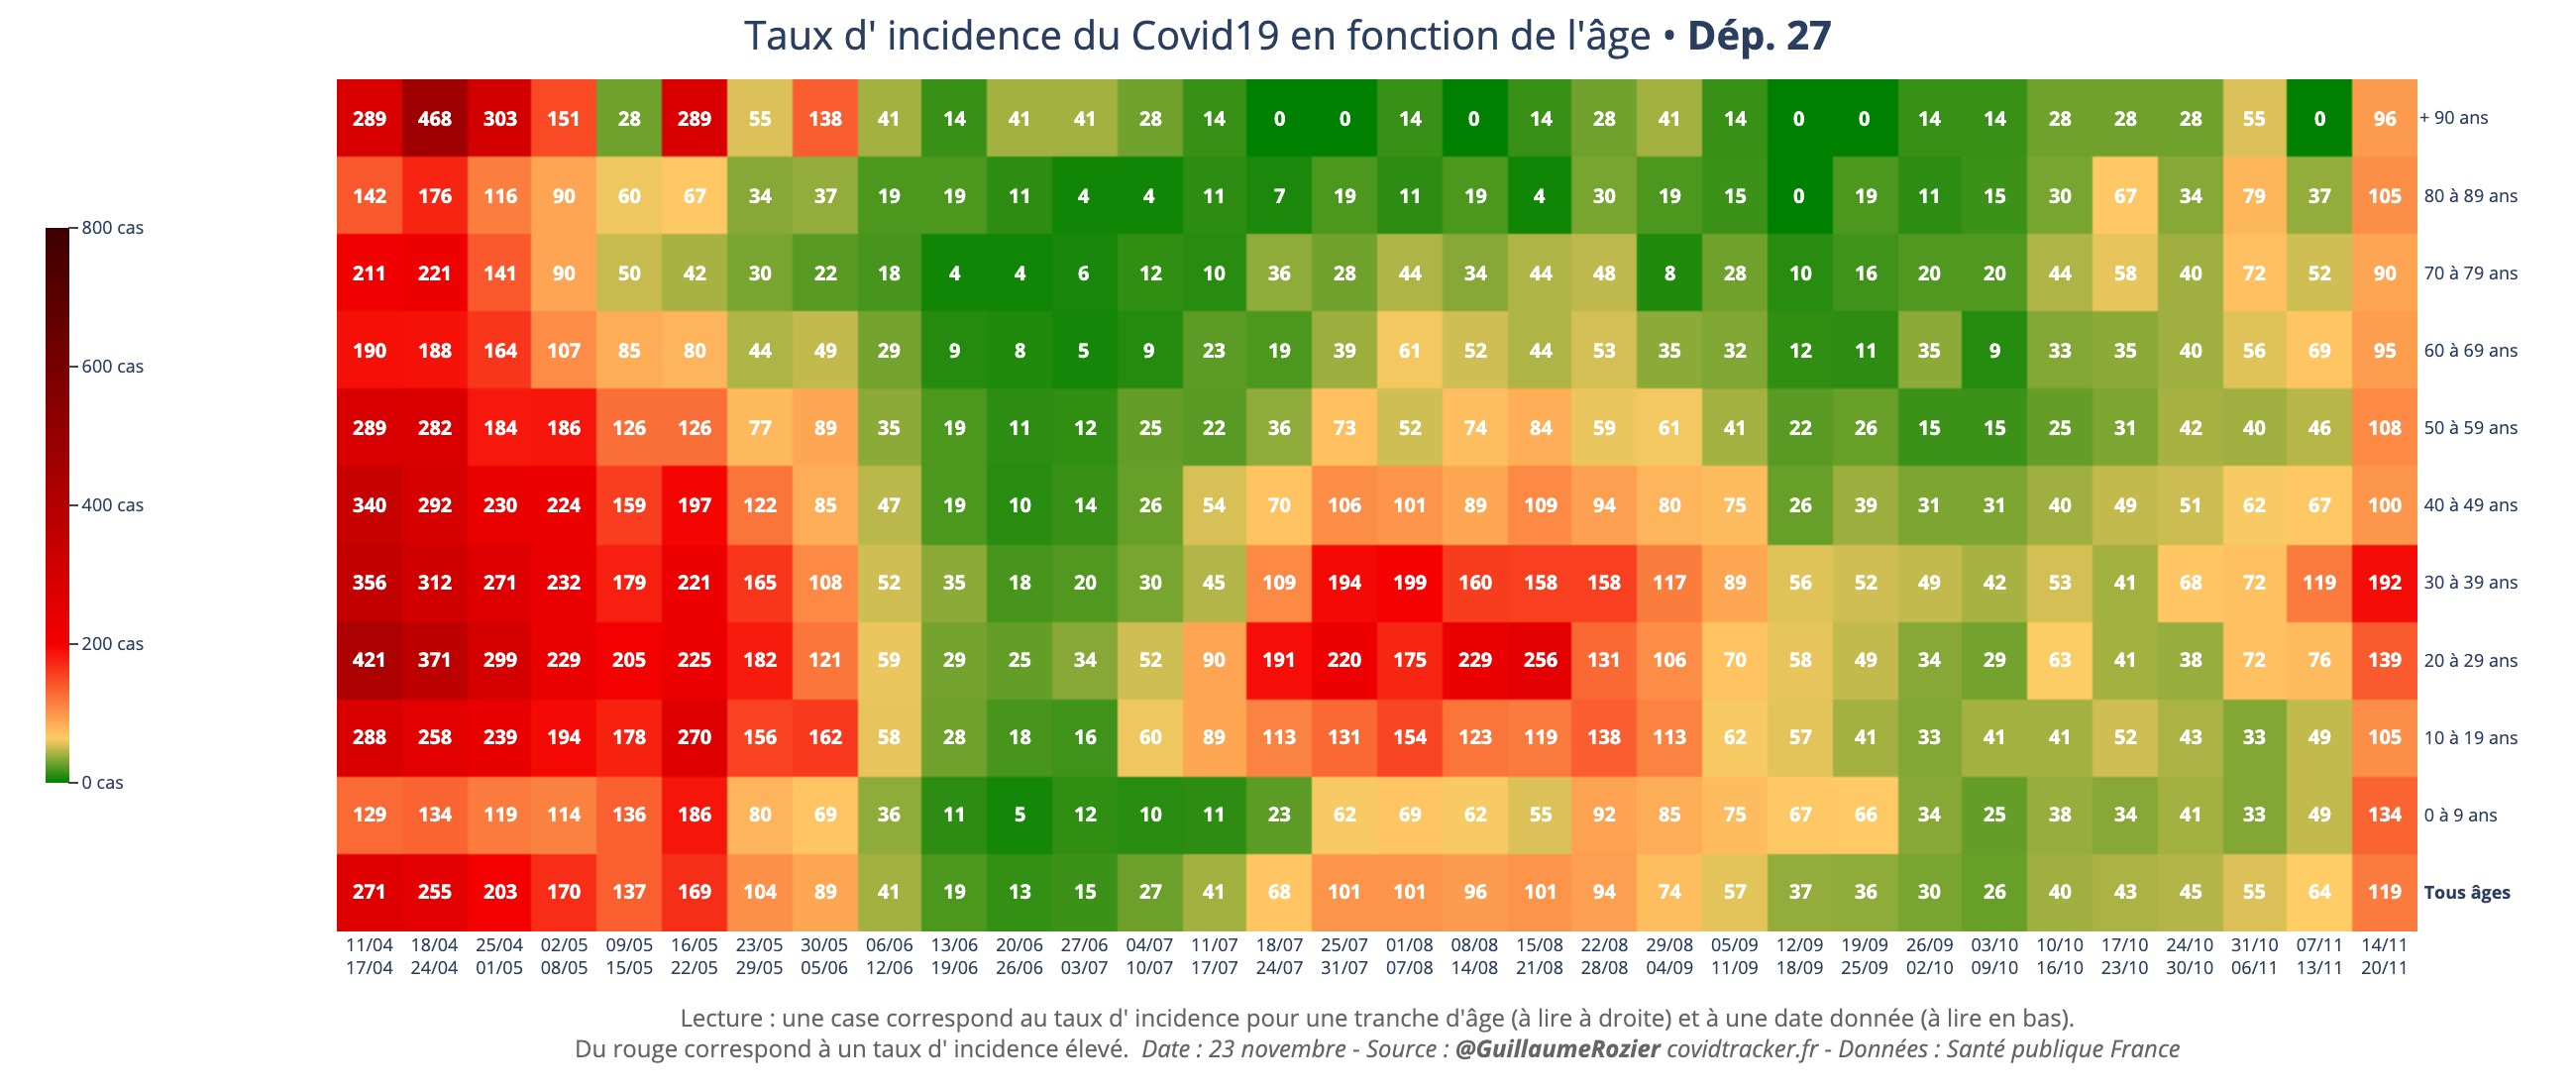 Taux d' incidence du Covid19 en fonction de l'âge • Dép. 27
800 cas
600 cas
400 cas
200 cas
0 cas
289 468 303 151 28 289 55 138 41 14 41 41 28 14 0 0 14 0 14 28 41 14 0 0 14 14 28 28 28 55 0 96 + 90 ans
142 176 116 90 60 67 34 37 19 19 11 4 4 11 7 19 11 19 4 30 19 15 0 19 11 15 30 67 34 79 37 105 80 à 89 ans
211 221 141 90 50 42 30 22 18 4 4 6 12 10 36 28 44 34 44 48 8 28 10 16 20 20 44 58 40 72 52 90 70 à 79 ans
190 188 164 107 85 80 44 49 29 9 8 5 9 23 19 39 61 52 44 53 35 32 12 11 35 9 33 35 40 56 69 95 60 à 69 ans
289 282 184 186 126 126 77 89 35 19 11 12 25 22 36 73 52 74 84 59 61 41 22 26 15 15 25 31 42 40 46 108 50 à 59 ans
340 292 230 224 159 197 122 85 47 19 10 14 26 54 70 106 101 89 109 94 80 75 26 39 31 31 40 49 51 62 67 100 40 à 49 ans
356 312 271 232 179 221 165 108 52 35 18 20 30 45 109 194 199 160 158 158 117 89 56 52 49 42 53 41 68 72 119 192 30 à 39 ans
421 371 299 229 205 225 182 121 59 29 25 34 52 90 191 220 175 229 256 131 106 70 58 49 34 29 63 41 38 72 76 139 20 à 29 ans
288 258 239 194 178 270 156 162 58 28 18 16 60 89 113 131 154 123 119 138 113 62 57 41 33 41 41 52 43 33 49 105 10 à 19 ans
129 134 119 114 136 186 80 69 36 11 5 12 10 11 23 62 69 62 55 92 85 75 67 66 34 25 38 34 41 33 49 134 0 à 9 ans
271 255 203 170 137 169 104 89 41 19 13 15 27 41 68 101 101 96 101 94 74 57 37 36 30 26 40 43 45 55 64 119 Tous âges
11/04 18/04 25/04 02/05 09/05 16/05 23/05 30/05 06/06 13/06 20/06 27/06 04/07 11/07 18/07 25/07 01/08 08/08 15/08 22/08 29/08 05/09 12/09 19/09 26/09 03/10 10/10 17/10 24/10 31/10 07/11 14/11
17/04 24/04 01/05 08/05 15/05 22/05 29/05 05/06 12/06 19/06 26/06 03/07 10/07 17/07 24/07 31/07 07/08 14/08 21/08 28/08 04/09 11/09 18/09 25/09 02/10 09/10 16/10 23/10 30/10 06/11 13/11 20/11
Lecture : une case correspond au taux d' incidence pour une tranche d'âge (à lire à droite) et à une date donnée (à lire en bas).
Du rouge correspond à un taux d' incidence élevé. Date : 23 novembre - Source : @GuillaumeRozier covidtracker.fr - Données : Santé publique France